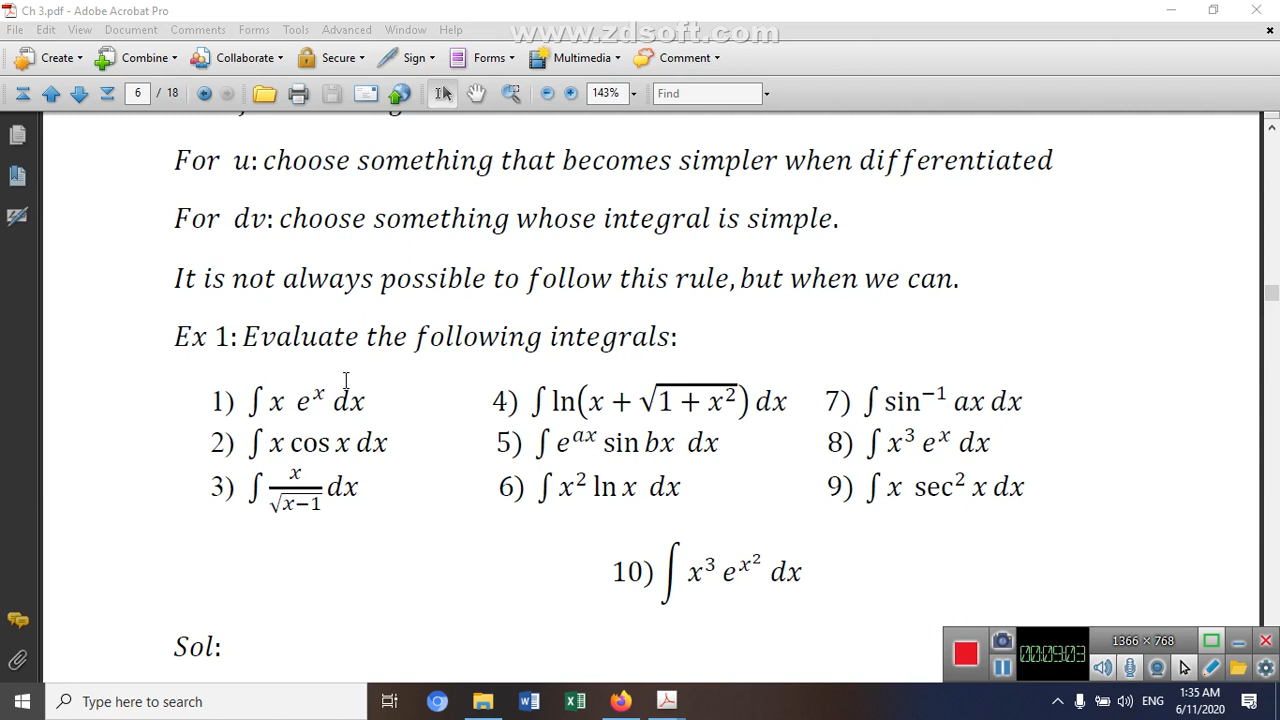 Ch 3.pdf - Adobe Acrobat Pro
File Edit View Document Comments Forms Tools Advanced Window Help
www.zdsoft.com
Create Combine Collaborate Secure Sign Forms Multimedia Comment
6 / 18 143% Find
For u: choose something that becomes simpler when differentiated
For dv: choose something whose integral is simple.
It is not always possible to follow this rule, but when we can.
Ex 1: Evaluate the following integrals:
1) ∫ x eˣ dx 4) ∫ ln(x + √(1 + x²)) dx 7) ∫ sin⁻¹ ax dx
2) ∫ x cos x dx 5) ∫ e^{ax} sin bx dx 8) ∫ x³ eˣ dx
3) ∫ x/√(x−1) dx 6) ∫ x² ln x dx 9) ∫ x sec² x dx
10) ∫ x³ e^{x²} dx
Sol:
1366 × 768
00:09:03
Type here to search
ENG
1:35 AM
6/11/2020